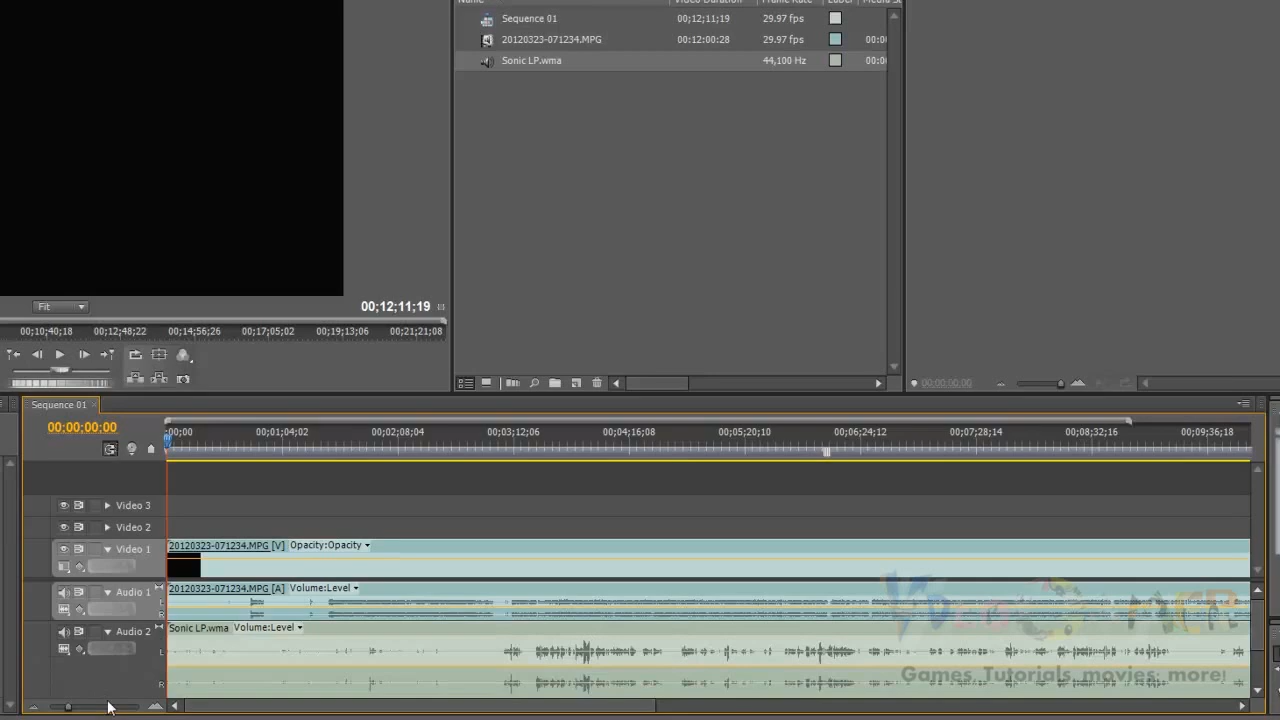 Name Video Duration Frame Rate Label Media St
Sequence 01 00;12;11;19 29.97 fps
20120323-071234.MPG 00:12:00:28 29.97 fps 00:0
Sonic LP.wma 44,100 Hz 00:0
Fit 00;12;11;19
00;10;40;18 00;12;48;22 00;14;56;26 00;17;05;02 00;19;13;06 00;21;21;08
00;00;00;00
Sequence 01
00;00;00;00 ;00;00 00;01;04;02 00;02;08;04 00;03;12;06 00;04;16;08 00;05;20;10 00;06;24;12 00;07;28;14 00;08;32;16 00;09;36;18
Video 3
Video 2
Video 1 20120323-071234.MPG [V] Opacity:Opacity
Audio 1 20120323-071234.MPG [A] Volume:Level
L
R
Audio 2 Sonic LP.wma Volume:Level
L
R
Games, Tutorials, movies, more!